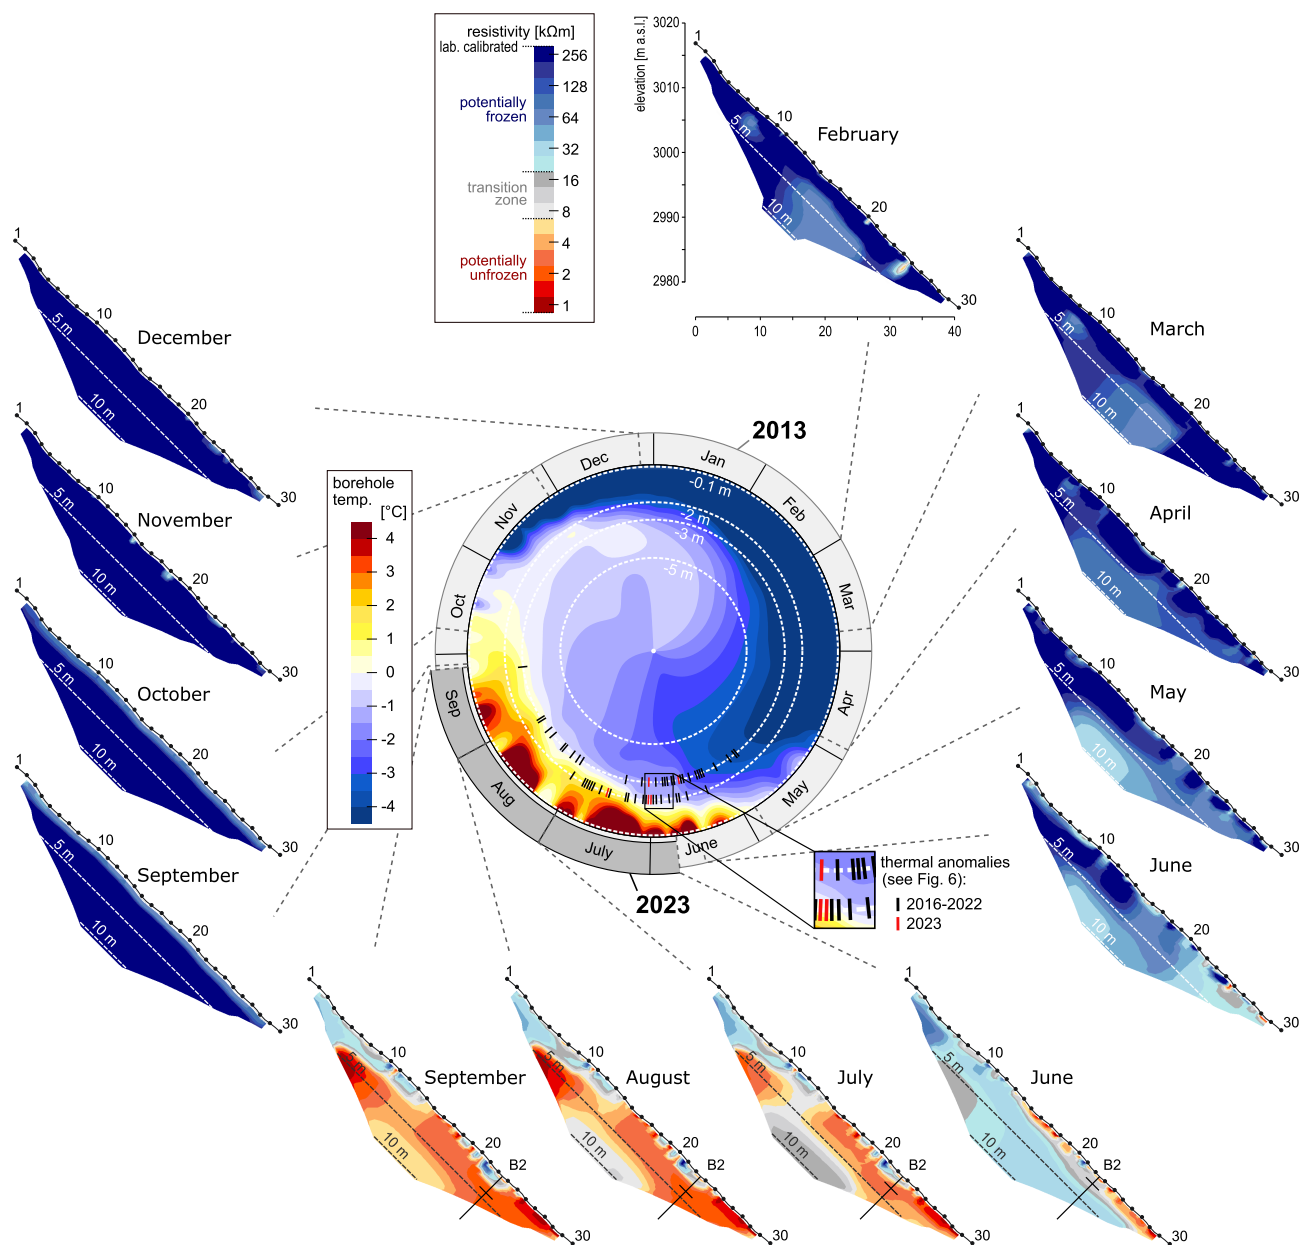 resistivity [kΩm]
lab. calibrated
256
128
64
32
16
8
4
2
1
potentially
frozen
transition
zone
potentially
unfrozen
elevation [m a.s.l.]
3020
3010
3000
2990
2980
0
10
20
30
40
1
10
20
30
5 m
10 m
February
1
10
20
30
5 m
10 m
March
1
10
20
30
5 m
10 m
April
1
10
20
30
5 m
10 m
May
1
10
20
30
5 m
10 m
June
1
10
20
30
5 m
10 m
December
1
10
20
30
5 m
10 m
November
1
10
20
30
5 m
10 m
October
1
10
20
30
5 m
10 m
September
borehole
temp.
[°C]
4
3
2
1
0
-1
-2
-3
-4
2013
Jan
Feb
Mar
Apr
May
June
July
Aug
Sep
Oct
Nov
Dec
-0.1 m
-2 m
-3 m
-5 m
2023
thermal anomalies
(see Fig. 6):
2016-2022
2023
1
10
20
30
5 m
10 m
B2
September
1
10
20
30
5 m
10 m
B2
August
1
10
20
30
5 m
10 m
B2
July
1
10
20
30
5 m
10 m
B2
June